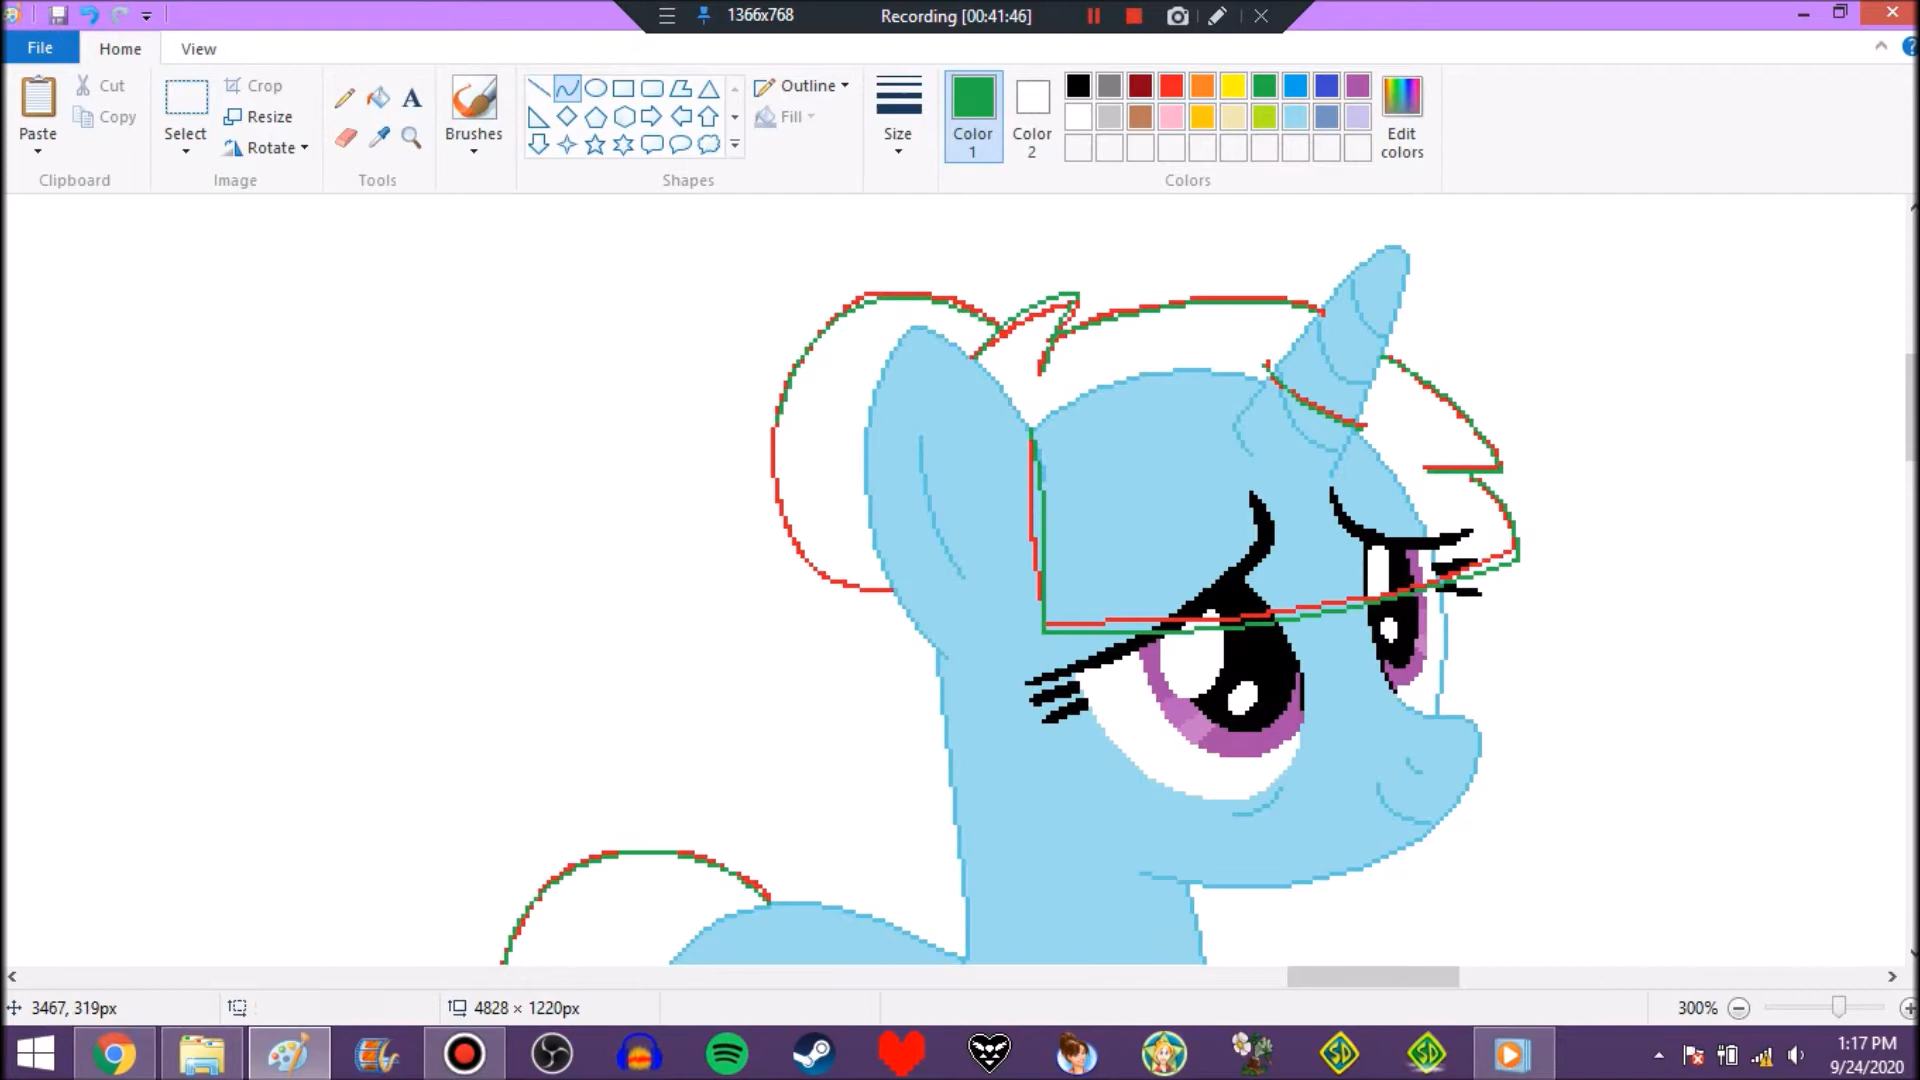 1366x768 Recording [00:41:46]
File Home View
Paste
Cut
Copy
Clipboard
Select
Crop
Resize
Rotate
Image
A
Tools
Brushes
Outline
Fill
Shapes
Size
Color 1
Color 2
Edit colors
Colors
3467, 319px
4828 × 1220px
300%
SD
SD
1:17 PM
9/24/2020